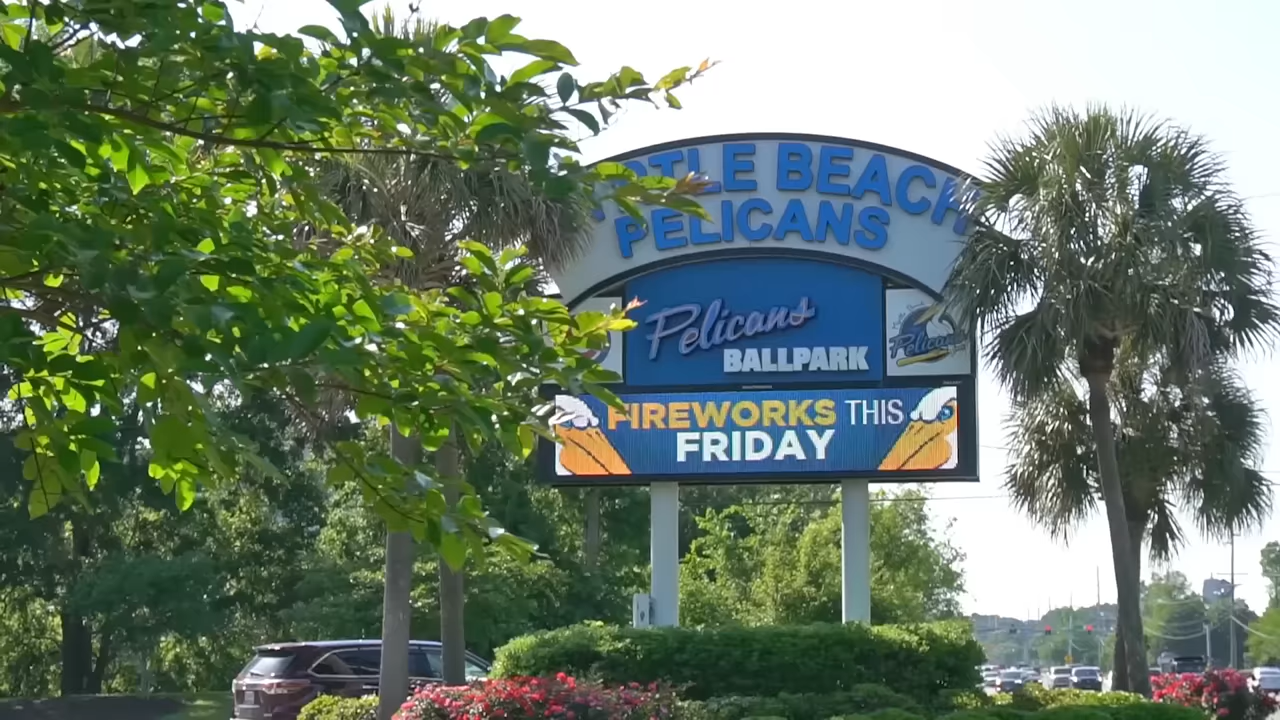 RTLE BEACH
PELICANS
Pelicans
BALLPARK
Pelicans
FIREWORKS THIS
FRIDAY